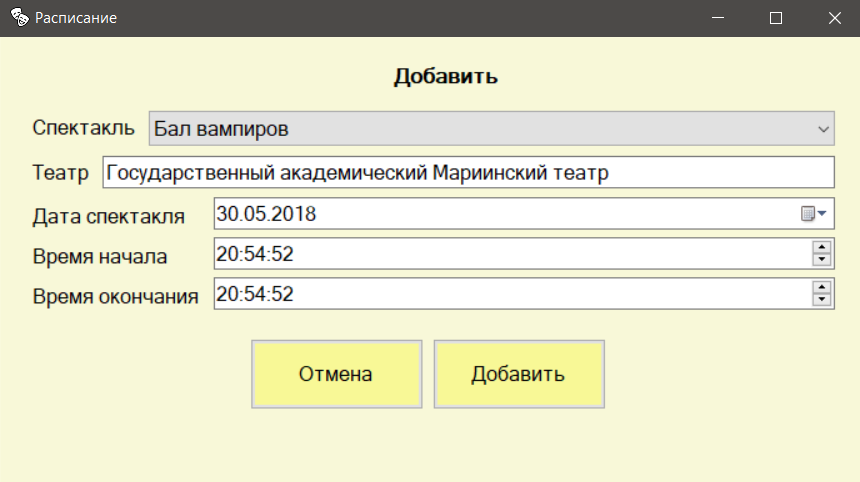 Расписание
Добавить
Спектакль Бал вампиров
Театр Государственный академический Мариинский театр
Дата спектакля 30.05.2018
Время начала 20:54:52
Время окончания 20:54:52
Отмена Добавить